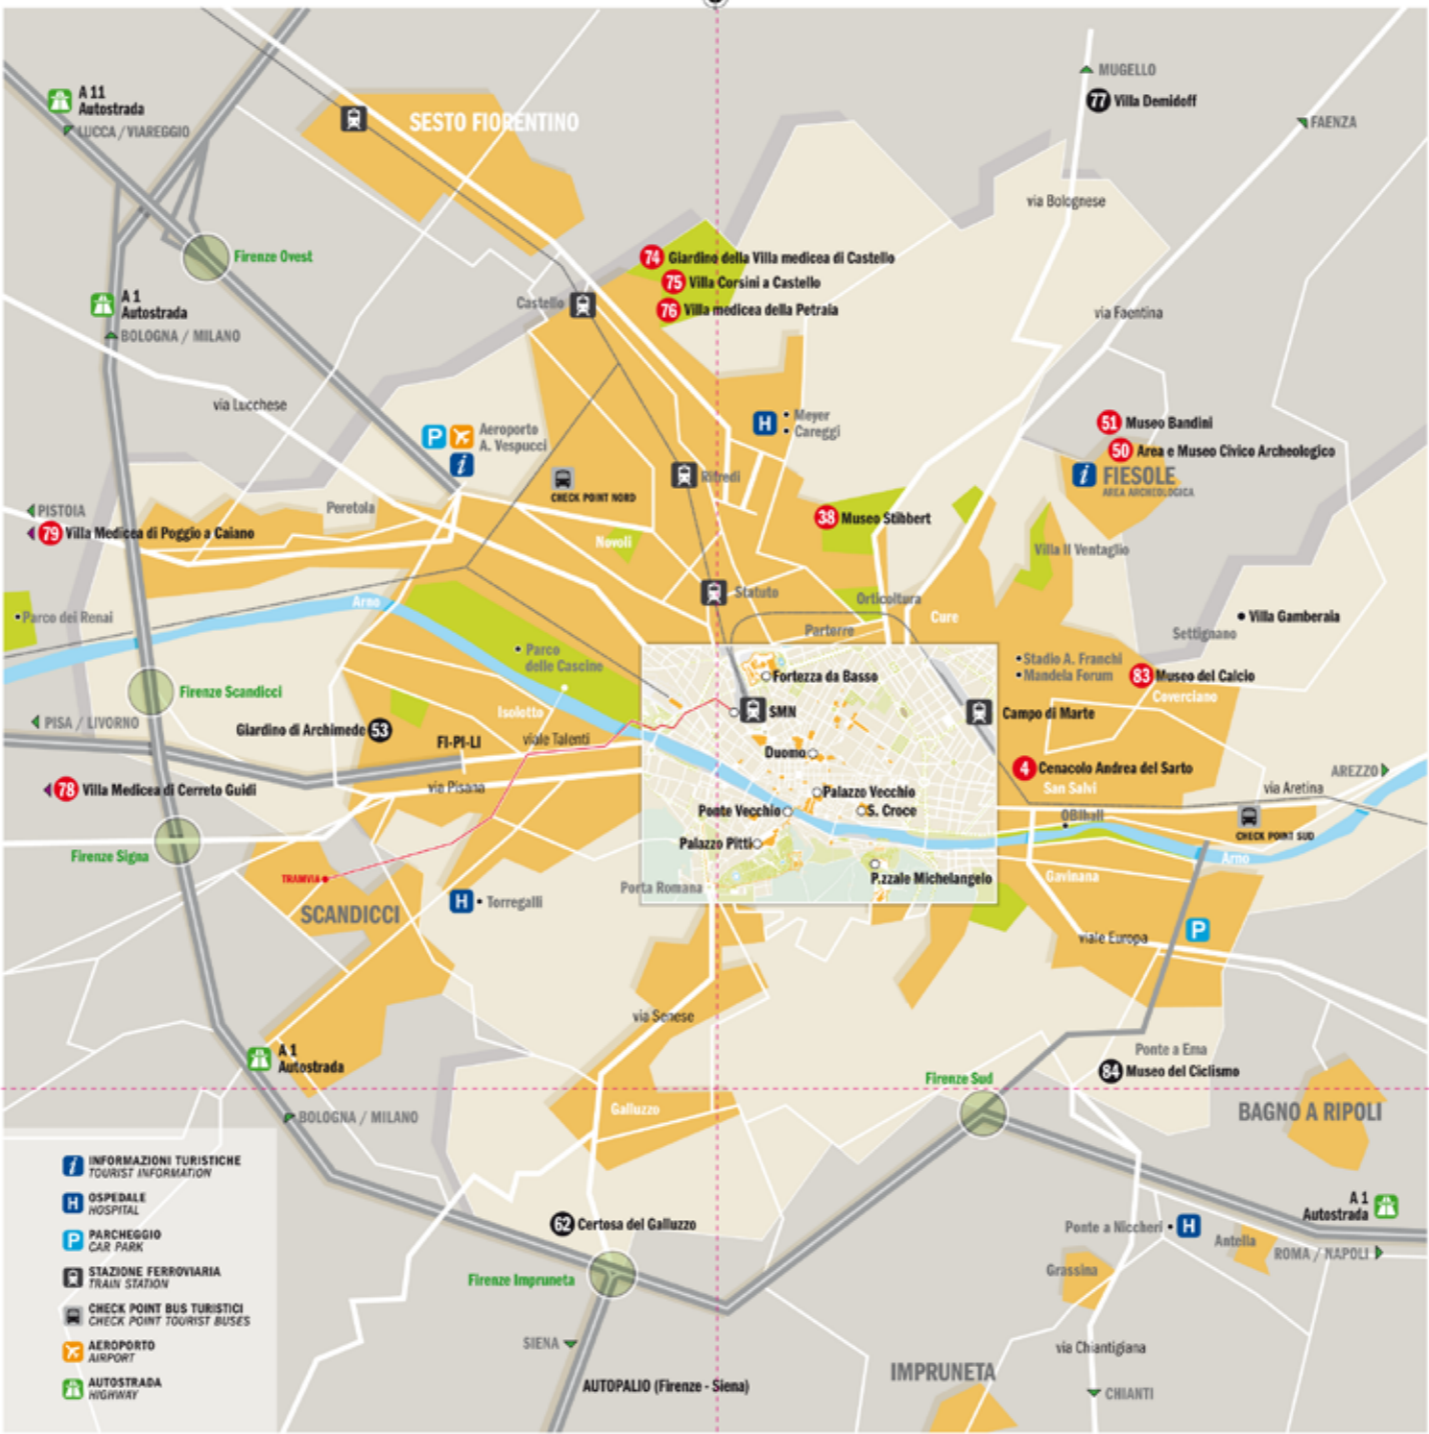 MUGELLO
77 Villa Demidoff
FAENZA
A 11
Autostrada
LUCCA / VIAREGGIO
SESTO FIORENTINO
via Bolognese
Firenze Ovest
74 Giardino della Villa medicea di Castello
75 Villa Corsini a Castello
76 Villa medicea della Petraia
Castello
A 1
Autostrada
BOLOGNA / MILANO
via Faentina
via Lucchese
P
Aeroporto
A. Vespucci
i
H
Meyer
Careggi
51 Museo Bandini
50 Area e Museo Civico Archeologico
i
FIESOLE
AREA ARCHEOLOGICA
CHECK POINT NORD
Rifredi
PISTOIA
79 Villa Medicea di Poggio a Caiano
Peretola
38 Museo Stibbert
Novoli
Villa Il Ventaglio
Statuto
Orticoltura
Cure
Arno
Parco dei Renai
Villa Gamberaia
Settignano
Parterre
Parco
delle Cascine
Stadio A. Franchi
Mandela Forum
83 Museo del Calcio
Coverciano
Fortezza da Basso
Firenze Scandicci
SMN
Campo di Marte
Isolotto
PISA / LIVORNO
Giardino di Archimede 53
FI-PI-LI
viale Talenti
Duomo
4 Cenacolo Andrea del Sarto
San Salvi
AREZZO
via Aretina
78 Villa Medicea di Cerreto Guidi
via Pisana
Palazzo Vecchio
Ponte Vecchio
S. Croce
OBIhall
CHECK POINT SUD
Palazzo Pitti
Arno
Firenze Signa
TRAMVIA
P.zzale Michelangelo
Gavinana
Porta Romana
H
Torregalli
SCANDICCI
viale Europa
P
via Senese
A 1
Autostrada
Ponte a Ema
84 Museo del Ciclismo
Firenze Sud
BOLOGNA / MILANO
Galluzzo
BAGNO A RIPOLI
i
INFORMAZIONI TURISTICHE
TOURIST INFORMATION
H
OSPEDALE
HOSPITAL
P
PARCHEGGIO
CAR PARK
STAZIONE FERROVIARIA
TRAIN STATION
CHECK POINT BUS TURISTICI
CHECK POINT TOURIST BUSES
AEROPORTO
AIRPORT
AUTOSTRADA
HIGHWAY
A 1
Autostrada
62 Certosa del Galluzzo
Ponte a Niccheri
H
Antella
ROMA / NAPOLI
Firenze Impruneta
Grassina
SIENA
via Chiantigiana
IMPRUNETA
AUTOPALIO (Firenze - Siena)
CHIANTI